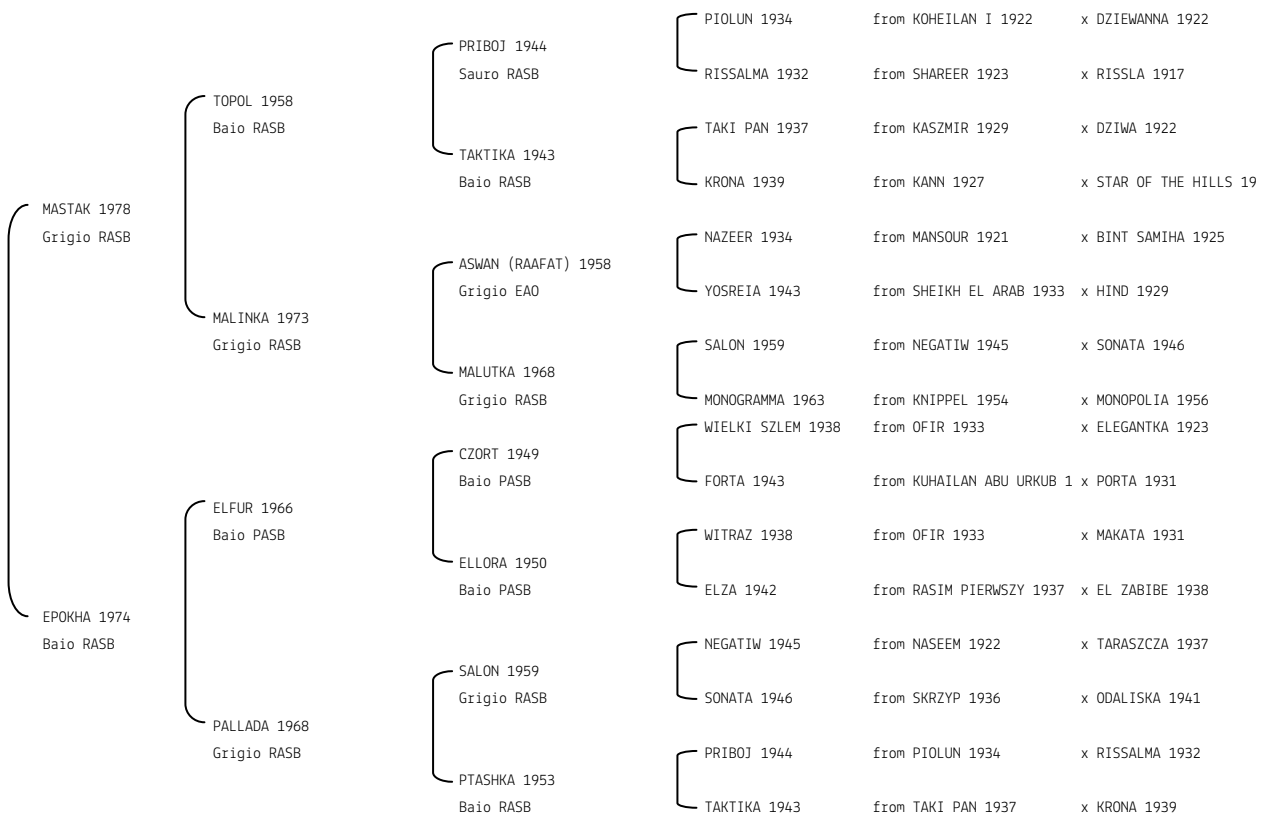 PIOLUN 1934 from KOHEILAN I 1922 x DZIEWANNA 1922
PRIBOJ 1944
Sauro RASB RISSALMA 1932 from SHAREER 1923 x RISSLA 1917
TOPOL 1958
Baio RASB TAKI PAN 1937 from KASZMIR 1929 x DZIWA 1922
TAKTIKA 1943
Baio RASB KRONA 1939 from KANN 1927 x STAR OF THE HILLS 19
MASTAK 1978
Grigio RASB NAZEER 1934 from MANSOUR 1921 x BINT SAMIHA 1925
ASWAN (RAAFAT) 1958
Grigio EAO YOSREIA 1943 from SHEIKH EL ARAB 1933 x HIND 1929
MALINKA 1973
Grigio RASB SALON 1959 from NEGATIW 1945 x SONATA 1946
MALUTKA 1968
Grigio RASB MONOGRAMMA 1963 from KNIPPEL 1954 x MONOPOLIA 1956
WIELKI SZLEM 1938 from OFIR 1933 x ELEGANTKA 1923
CZORT 1949
Baio PASB FORTA 1943 from KUHAILAN ABU URKUB 1 x PORTA 1931
ELFUR 1966
Baio PASB WITRAZ 1938 from OFIR 1933 x MAKATA 1931
ELLORA 1950
Baio PASB ELZA 1942 from RASIM PIERWSZY 1937 x EL ZABIBE 1938
EPOKHA 1974
Baio RASB NEGATIW 1945 from NASEEM 1922 x TARASZCZA 1937
SALON 1959
Grigio RASB SONATA 1946 from SKRZYP 1936 x ODALISKA 1941
PALLADA 1968
Grigio RASB PRIBOJ 1944 from PIOLUN 1934 x RISSALMA 1932
PTASHKA 1953
Baio RASB TAKTIKA 1943 from TAKI PAN 1937 x KRONA 1939